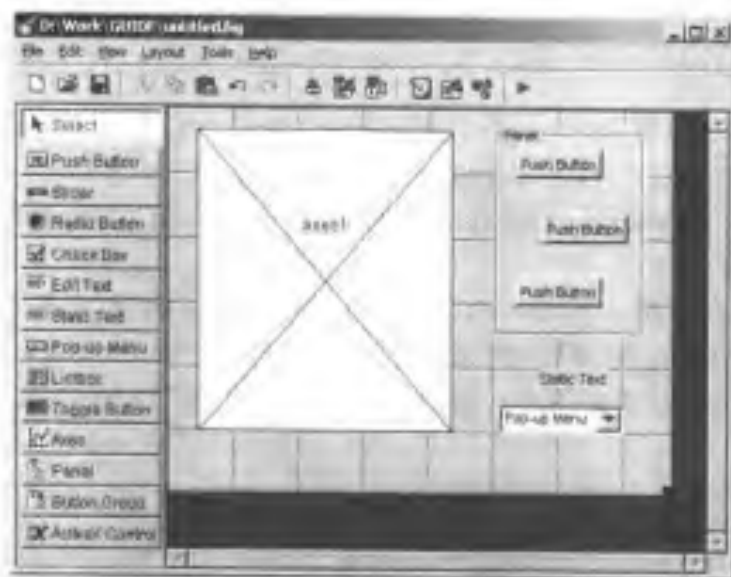 GUIDE untitled.fig
File Edit View Layout Tools Help
Select
Push Button
Slider
Radio Button
Check Box
Edit Text
Static Text
Pop-up Menu
Listbox
Toggle Button
Axes
Panel
Button Group
ActiveX Control
axes1
Panel
Push Button
Push Button
Push Button
Static Text
Pop-up Menu